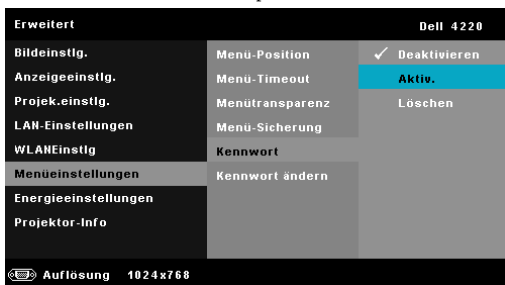 Erweitert Dell 4220
Bildeinstlg. Menü-Position ✓ Deaktivieren
Anzeigeeinstlg. Menü-Timeout Aktiv.
Projek.einstlg. Menütransparenz Löschen
LAN-Einstellungen Menü-Sicherung
WLANEinstlg Kennwort
Menüeinstellungen Kennwort ändern
Energieeinstellungen
Projektor-Info
Auflösung 1024x768